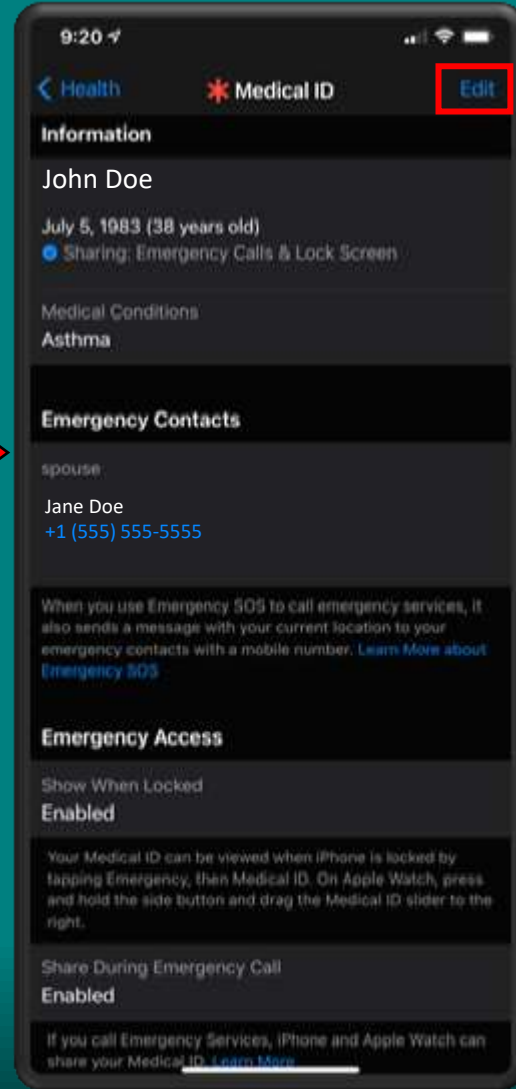 9:20
Health
Medical ID
Edit
Information
John Doe
July 5, 1983 (38 years old)
Sharing: Emergency Calls & Lock Screen
Medical Conditions
Asthma
Emergency Contacts
spouse
Jane Doe
+1 (555) 555-5555
When you use Emergency SOS to call emergency services, it
also sends a message with your current location to your
emergency contacts with a mobile number. Learn More about
Emergency SOS
Emergency Access
Show When Locked
Enabled
Your Medical ID can be viewed when iPhone is locked by
tapping Emergency, then Medical ID. On Apple Watch, press
and hold the side button and drag the Medical ID slider to the
right.
Share During Emergency Call
Enabled
If you call Emergency Services, iPhone and Apple Watch can
share your Medical ID. Learn More